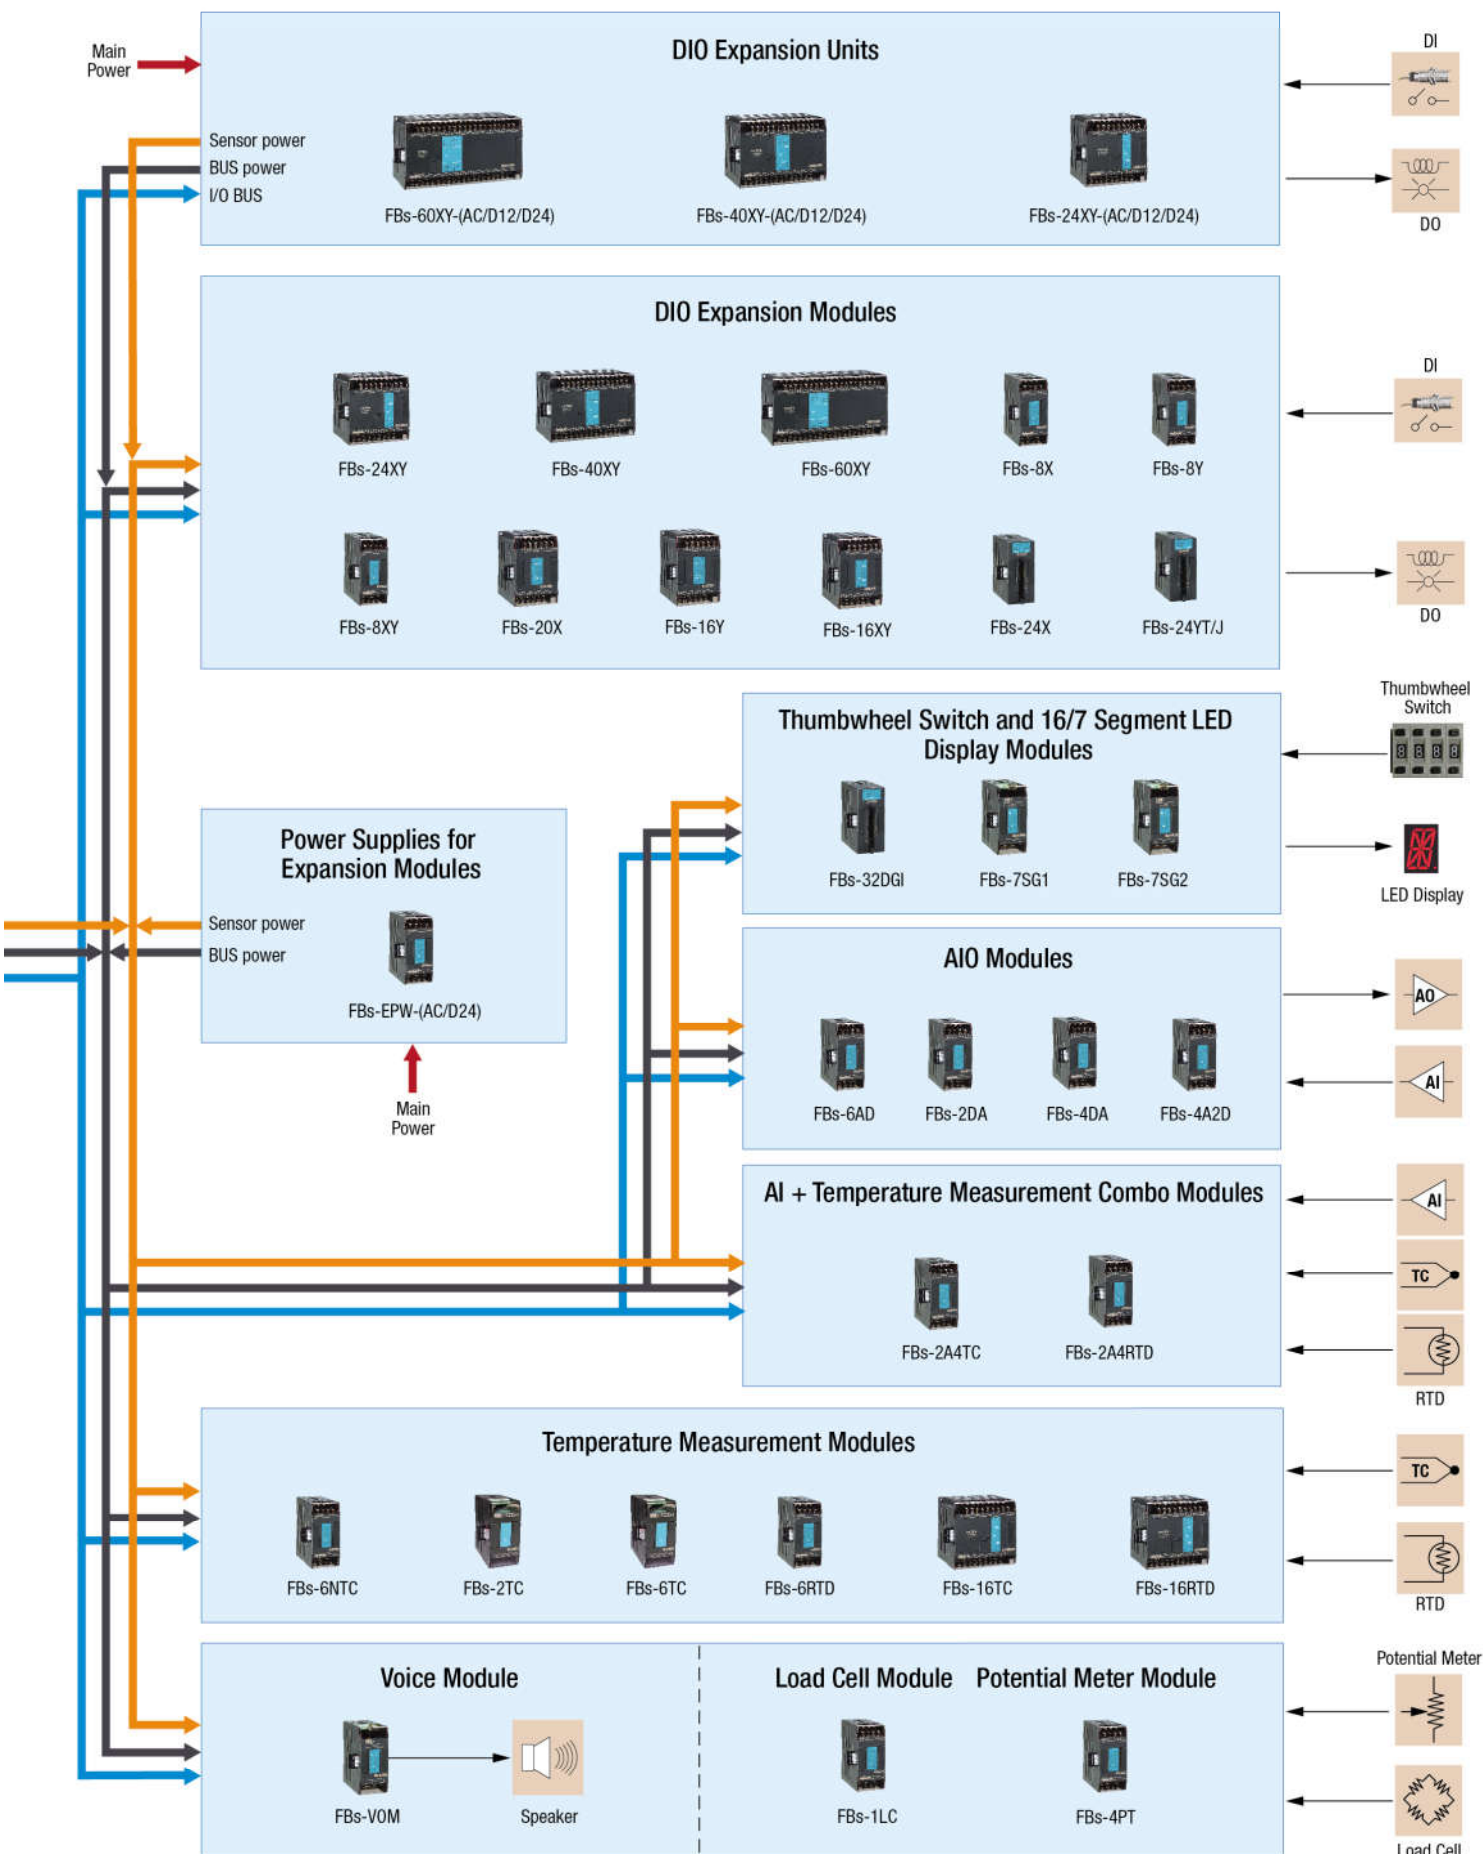 DIO Expansion Units
Main
Power
DI
Sensor power
BUS power
I/O BUS
FBs-60XY-(AC/D12/D24)
FBs-40XY-(AC/D12/D24)
FBs-24XY-(AC/D12/D24)
DO
DIO Expansion Modules
DI
FBs-24XY
FBs-40XY
FBs-60XY
FBs-8X
FBs-8Y
FBs-8XY
FBs-20X
FBs-16Y
FBs-16XY
FBs-24X
FBs-24YT/J
DO
Thumbwheel Switch and 16/7 Segment LED
Display Modules
Thumbwheel
Switch
8 8 8 8
FBs-32DGI
FBs-7SG1
FBs-7SG2
LED Display
Power Supplies for
Expansion Modules
Sensor power
BUS power
FBs-EPW-(AC/D24)
Main
Power
AIO Modules
AO
AI
FBs-6AD
FBs-2DA
FBs-4DA
FBs-4A2D
AI + Temperature Measurement Combo Modules
AI
TC
FBs-2A4TC
FBs-2A4RTD
RTD
Temperature Measurement Modules
TC
FBs-6NTC
FBs-2TC
FBs-6TC
FBs-6RTD
FBs-16TC
FBs-16RTD
RTD
Voice Module
Load Cell Module
Potential Meter Module
Potential Meter
FBs-VOM
Speaker
FBs-1LC
FBs-4PT
Load Cell